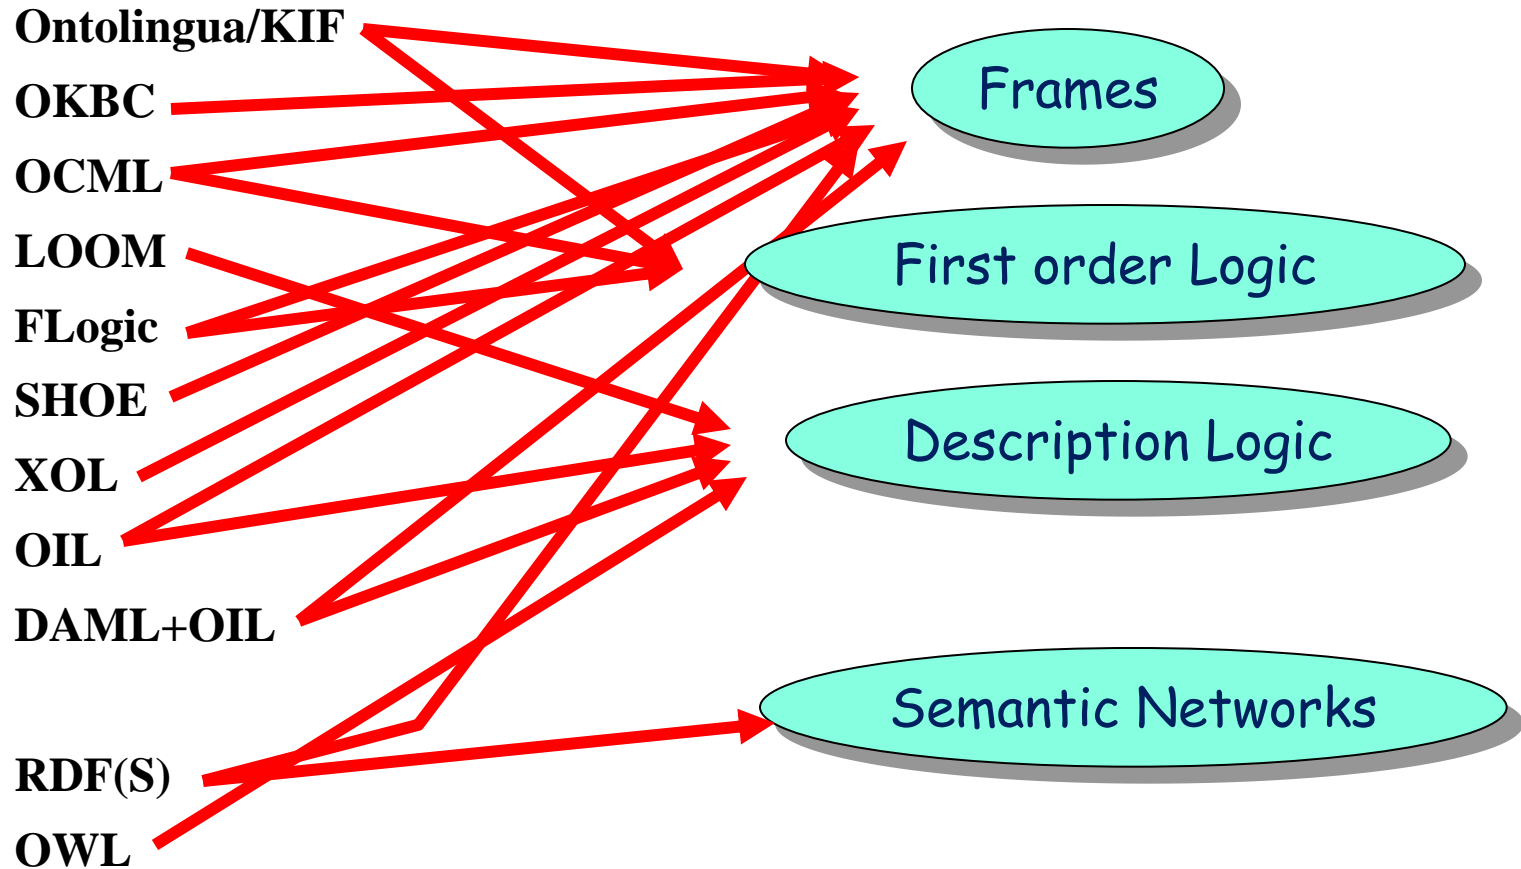 Ontolingua/KIF
OKBC
OCML
LOOM
FLogic
SHOE
XOL
OIL
DAML+OIL
RDF(S)
OWL
Frames
First order Logic
Description Logic
Semantic Networks